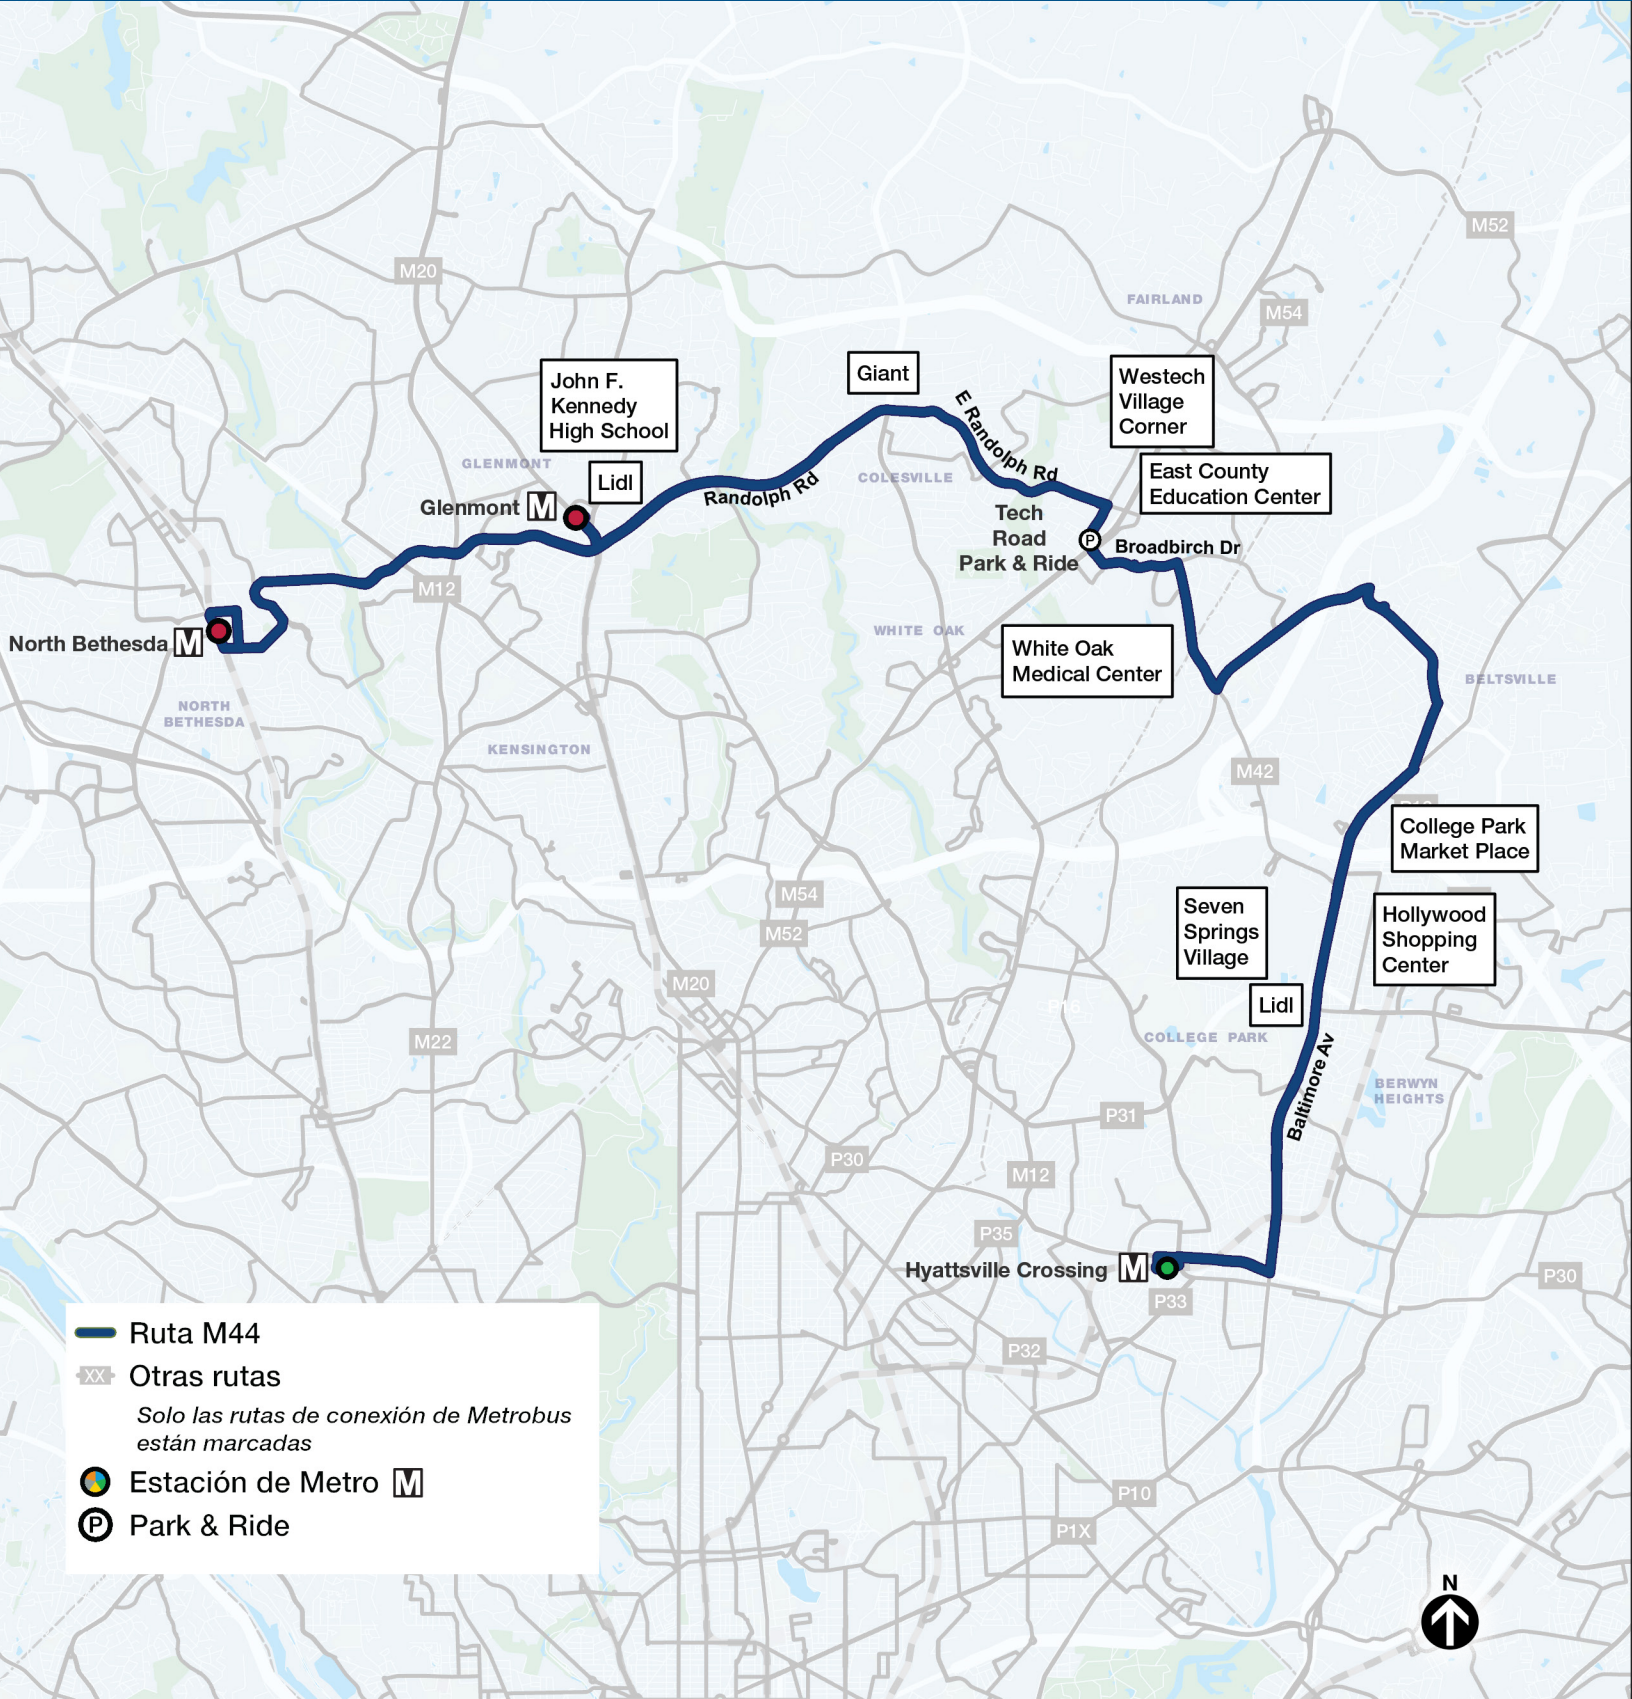 M52
M20
FAIRLAND
M54
John F.
Kennedy
High School
Giant
Westech
Village
Corner
E Randolph Rd
GLENMONT
Lidl
COLESVILLE
East County
Education Center
Randolph Rd
Glenmont M
Tech
Road
Park & Ride
P
Broadbirch Dr
M12
North Bethesda M
WHITE OAK
White Oak
Medical Center
BELTSVILLE
NORTH
BETHESDA
KENSINGTON
M42
College Park
Market Place
M54
M52
Seven
Springs
Village
Hollywood
Shopping
Center
M20
Lidl
P16
M22
COLLEGE PARK
Baltimore Av
BERWYN
HEIGHTS
P31
P30
M12
P35
Hyattsville Crossing M
P30
P33
P32
P10
P1X
Ruta M44
XX Otras rutas
Solo las rutas de conexión de Metrobus
están marcadas
Estación de Metro M
P Park & Ride
N